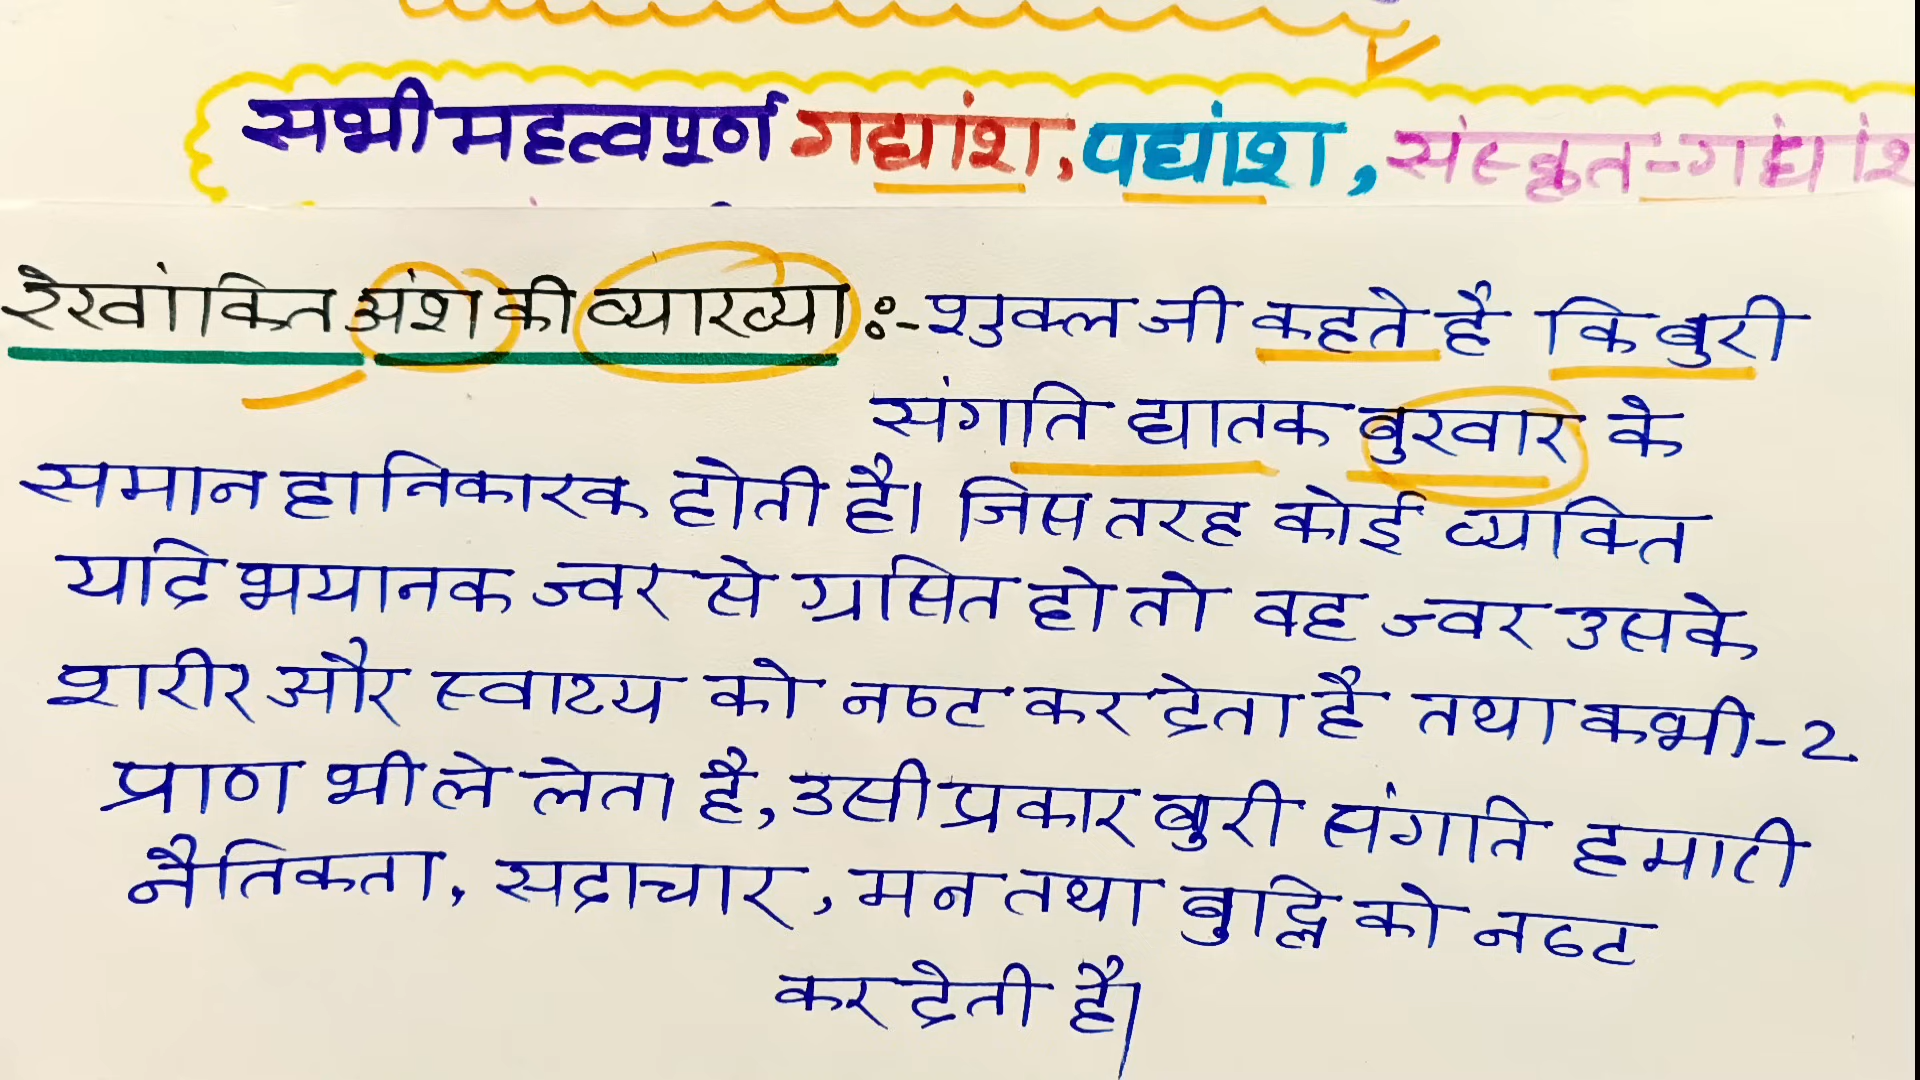 सभी महत्वपूर्ण गद्यांश, पद्यांश, संस्कृत-गद्यांश
रेखांकित अंश की व्याख्या :- शुक्ल जी कहते है कि बुरी
संगति घातक बुखार के
समान हानिकारक होती है। जिस तरह कोई व्यक्ति
यदि भयानक ज्वर से ग्रसित हो तो वह ज्वर उसके
शरीर और स्वास्थ्य को नष्ट कर देता है तथा कभी-2
प्राण भी ले लेता है, उसी प्रकार बुरी संगति हमारी
नैतिकता, सदाचार, मन तथा बुद्धि को नष्ट
कर देती है।